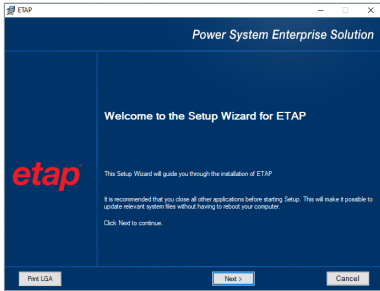 ETAP
Power System Enterprise Solution
Welcome to the Setup Wizard for ETAP
etap
This Setup Wizard will guide you through the installation of ETAP
It is recommended that you close all other applications before starting Setup. This will make it possible to
update relevant system files without having to reboot your computer.
Click Next to continue.
Print LGA
Next >
Cancel